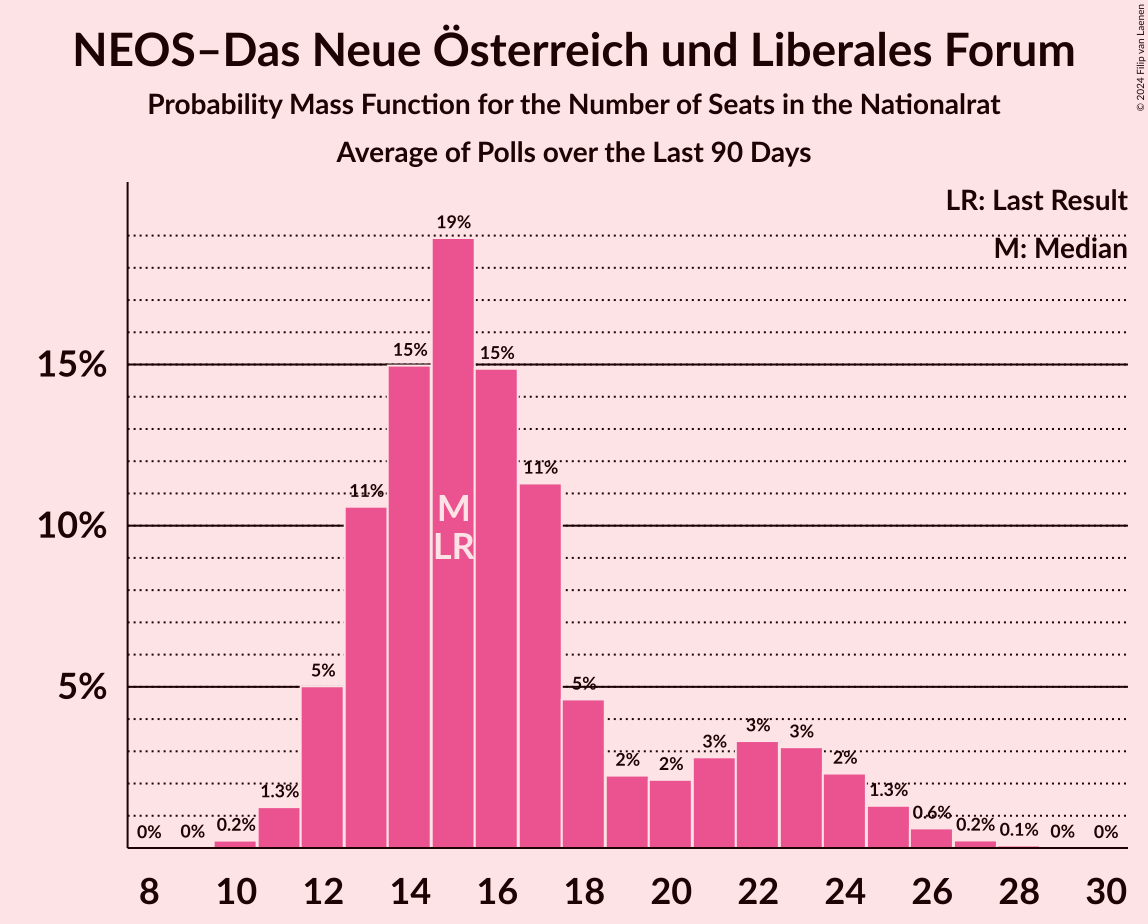 NEOS–Das Neue Österreich und Liberales Forum
Probability Mass Function for the Number of Seats in the Nationalrat
Average of Polls over the Last 90 Days
© 2024 Filip van Laenen
LR: Last Result
M: Median
15%
10%
5%
0%
0%
0.2%
1.3%
5%
11%
15%
19%
15%
11%
5%
2%
2%
3%
3%
3%
2%
1.3%
0.6%
0.2%
0.1%
0%
0%
M
LR
8 10 12 14 16 18 20 22 24 26 28 30